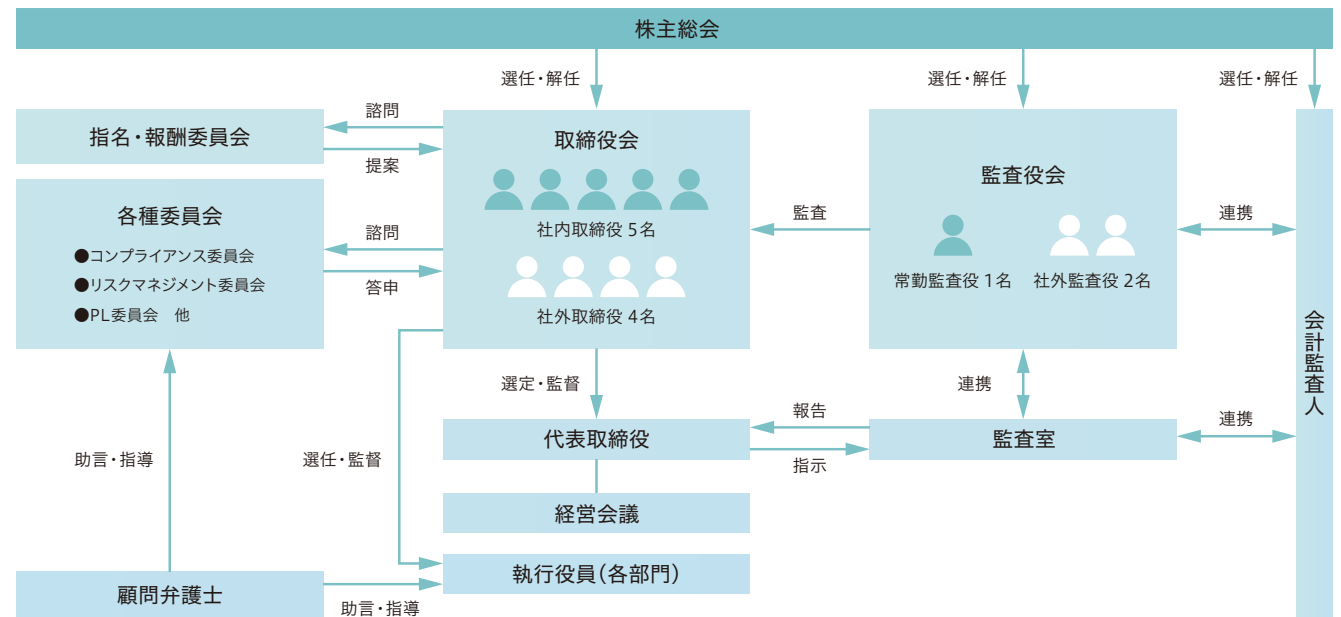 株主総会
選任・解任
選任・解任
選任・解任
指名・報酬委員会
諮問
提案
取締役会
社内取締役 5名
社外取締役 4名
監査
監査役会
常勤監査役 1名
社外監査役 2名
連携
会計監査人
各種委員会
●コンプライアンス委員会
●リスクマネジメント委員会
●PL委員会　他
諮問
答申
選定・監督
連携
代表取締役
報告
指示
監査室
連携
助言・指導
選任・監督
経営会議
執行役員(各部門)
顧問弁護士
助言・指導